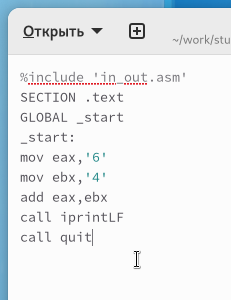 Открыть
~/work/stu
%include 'in_out.asm'
SECTION .text
GLOBAL _start
_start:
mov eax,'6'
mov ebx,'4'
add eax,ebx
call iprintLF
call quit